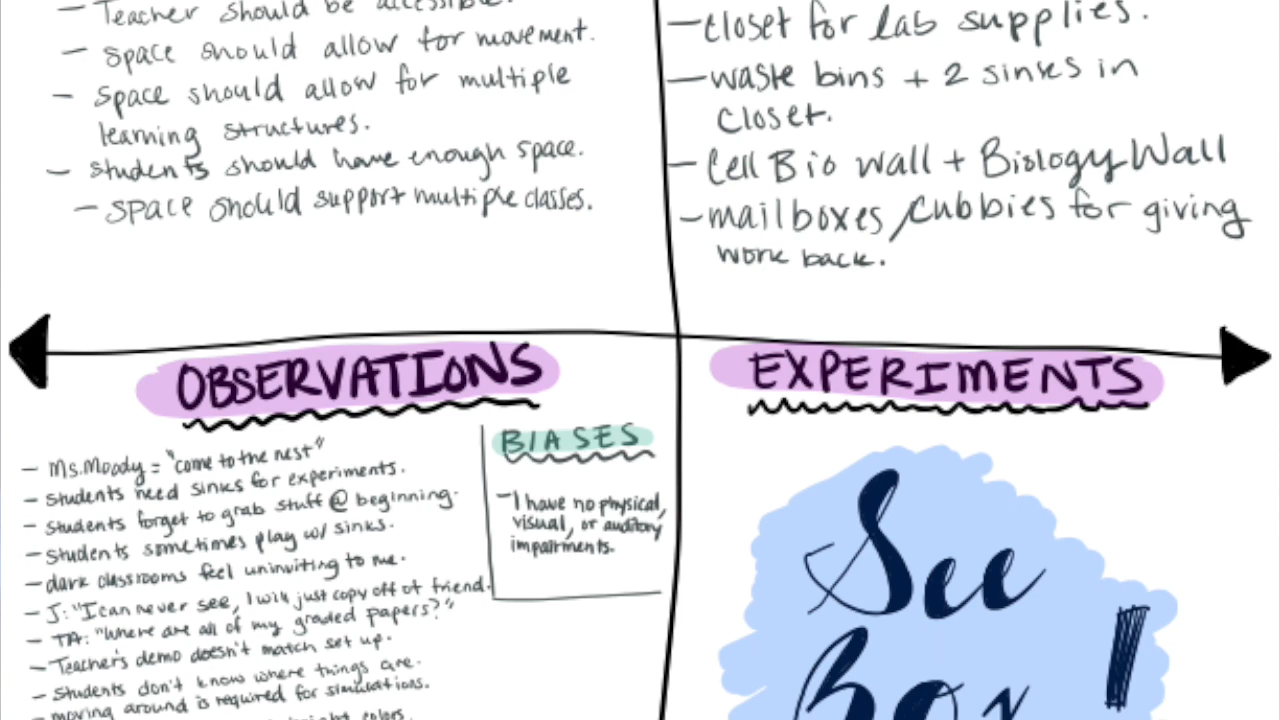 - Teacher should be accessible.
- Space should allow for movement.
- Space should allow for multiple
learning structures.
- Students should have enough space.
- Space should support multiple classes.
- closet for lab supplies.
- waste bins + 2 sinks in
closet.
- Cell Bio wall + Biology Wall
- mailboxes/cubbies for giving
work back.
OBSERVATIONS
- Ms. Moody = "come to the nest"
- Students need sinks for experiments.
- Students forget to grab stuff @ beginning.
- Students sometimes play w/ sinks.
- dark classrooms feel uninviting to me.
- J: "I can never see, I will just copy off of friend.
- TA: "Where are all of my graded papers?"
- Teacher's demo doesn't match set up.
- Students don't know where things are.
- moving around is required for simulations.
bright colors.
BIASES
- I have no physical,
visual, or auditory
impairments.
EXPERIMENTS
See
Box!